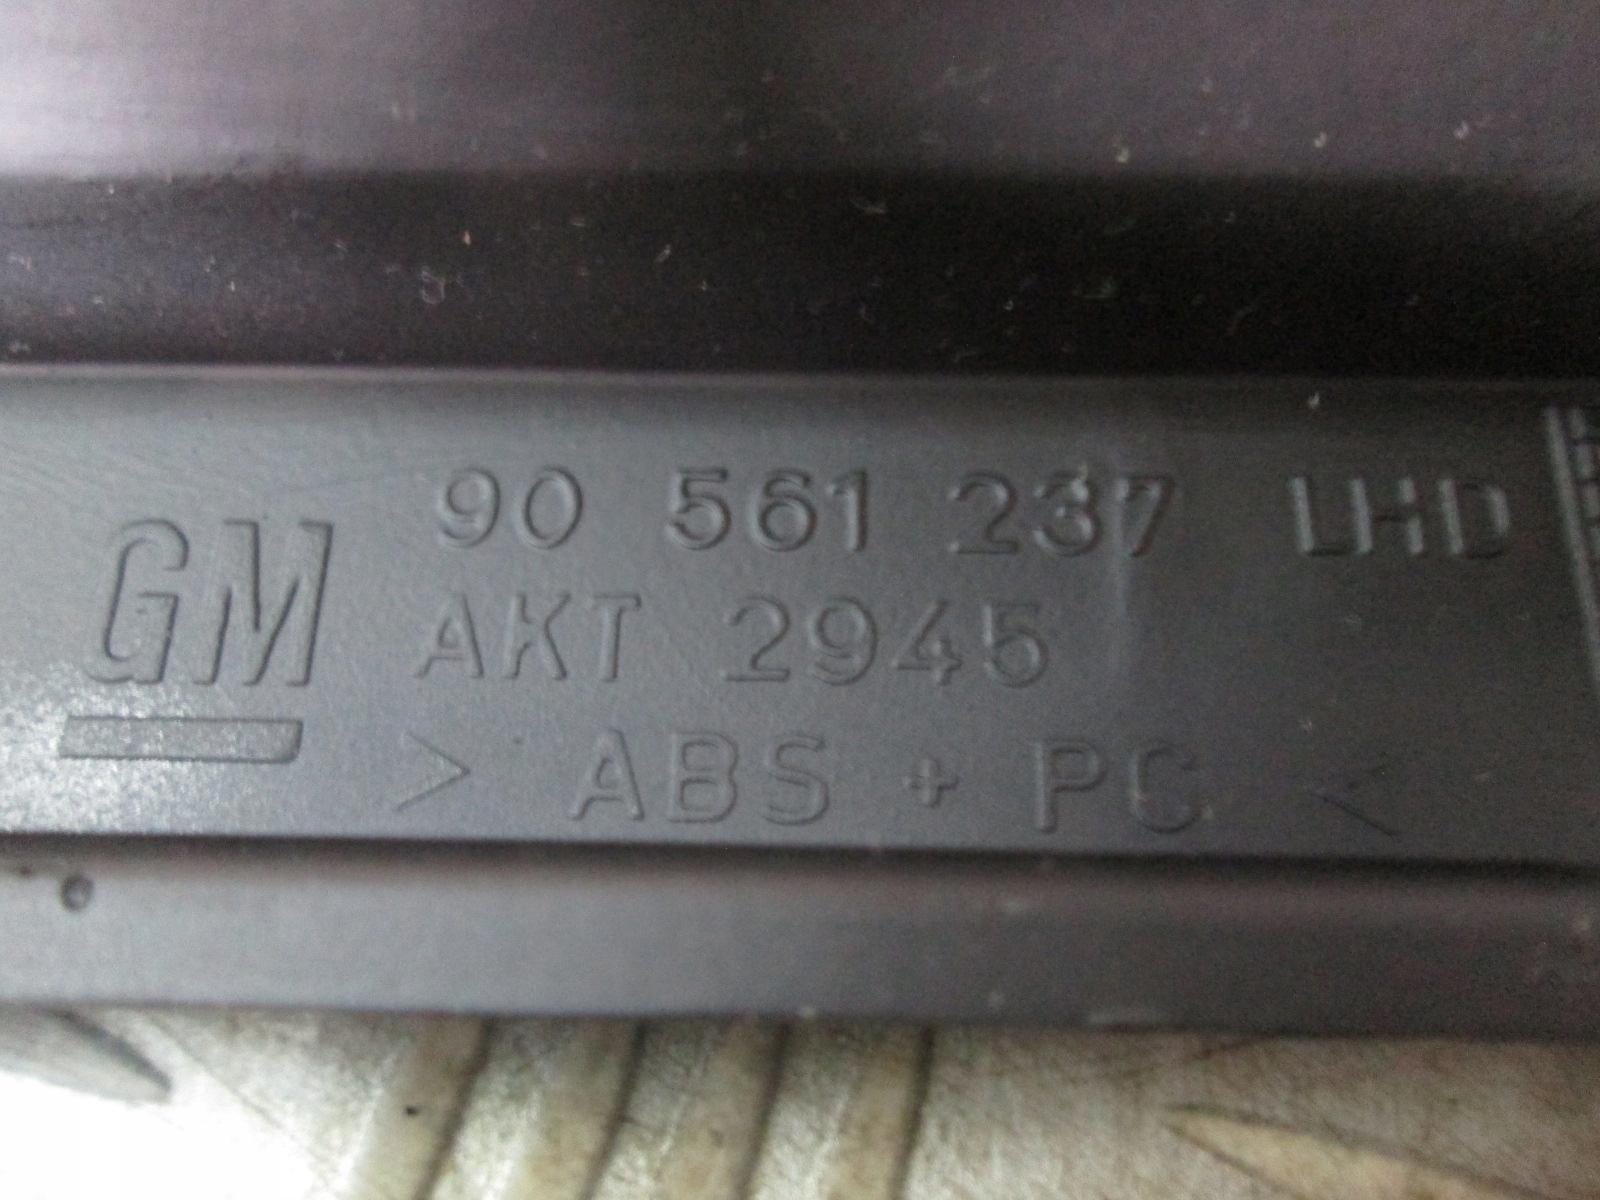 GM
90 561 237 LHD
AKT 2945
> ABS + PC <